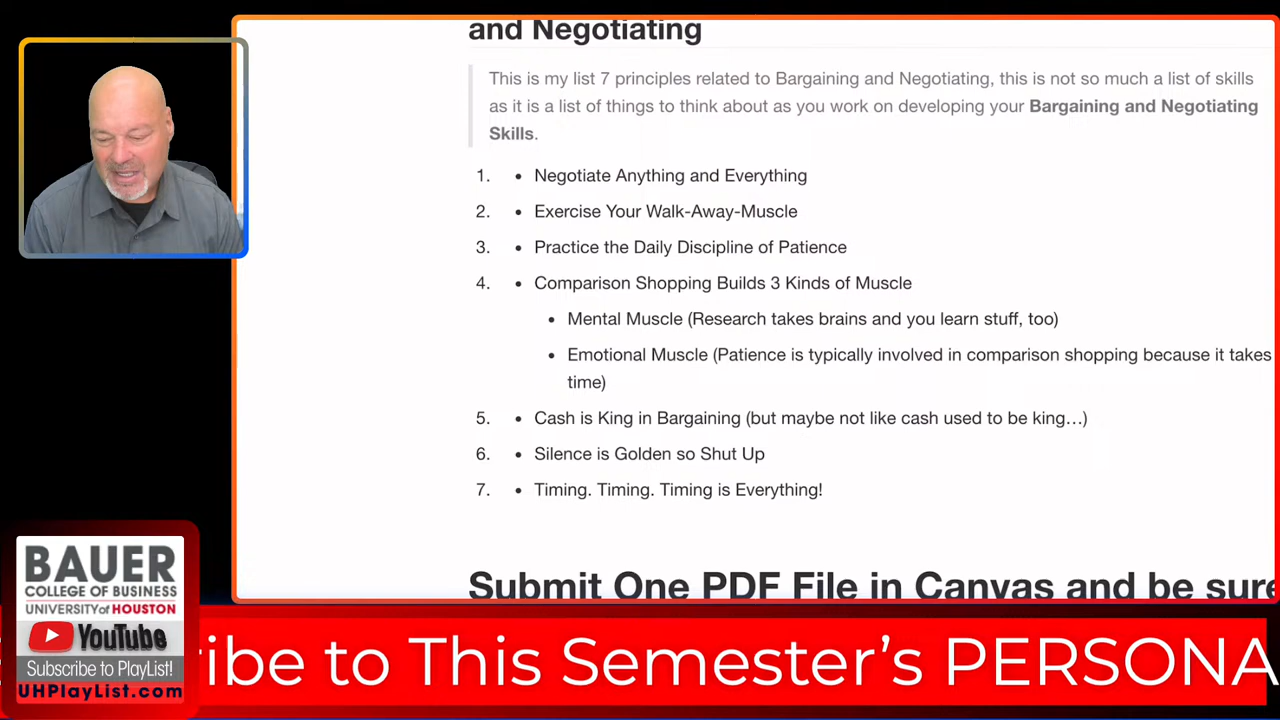 and Negotiating
This is my list 7 principles related to Bargaining and Negotiating, this is not so much a list of skills
as it is a list of things to think about as you work on developing your Bargaining and Negotiating
Skills.
1. • Negotiate Anything and Everything
2. • Exercise Your Walk-Away-Muscle
3. • Practice the Daily Discipline of Patience
4. • Comparison Shopping Builds 3 Kinds of Muscle
• Mental Muscle (Research takes brains and you learn stuff, too)
• Emotional Muscle (Patience is typically involved in comparison shopping because it takes
time)
5. • Cash is King in Bargaining (but maybe not like cash used to be king…)
6. • Silence is Golden so Shut Up
7. • Timing. Timing. Timing is Everything!
Submit One PDF File in Canvas and be sure
BAUER
COLLEGE OF BUSINESS
UNIVERSITY of HOUSTON
YouTube
Subscribe to PlayList!
UHPlayList.com
ribe to This Semester’s PERSONA